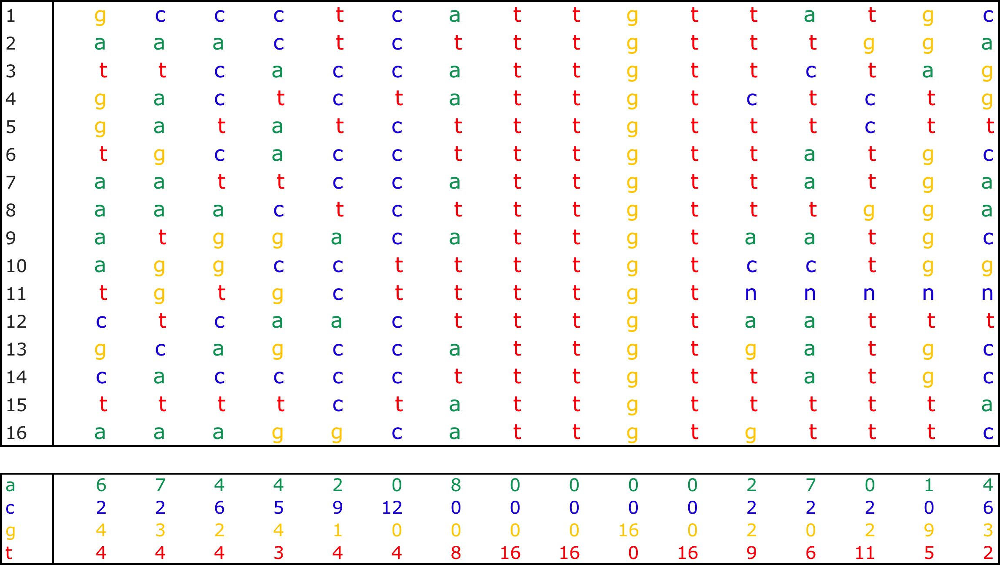 1 g c c c t c a t t g t t a t g c
2 a a a c t c t t t g t t t g g a
3 t t c a c c a t t g t t c t a g
4 g a c t c t a t t g t c t c t g
5 g a t a t c t t t g t t t c t t
6 t g c a c c t t t g t t a t g c
7 a a t t c c a t t g t t a t g a
8 a a a c t c t t t g t t t g g a
9 a t g g a c a t t g t a a t g c
10 a g g c c t t t t g t c c t g g
11 t g t g c t t t t g t n n n n n
12 c t c a a c t t t g t a a t t t
13 g c a g c c a t t g t g a t g c
14 c a c c c c t t t g t t a t g c
15 t t t t c t a t t g t t t t t a
16 a a a g g c a t t g t g t t t c
a 6 7 4 4 2 0 8 0 0 0 0 2 7 0 1 4
c 2 2 6 5 9 12 0 0 0 0 0 2 2 2 0 6
g 4 3 2 4 1 0 0 0 0 16 0 2 0 2 9 3
t 4 4 4 3 4 4 8 16 16 0 16 9 6 11 5 2